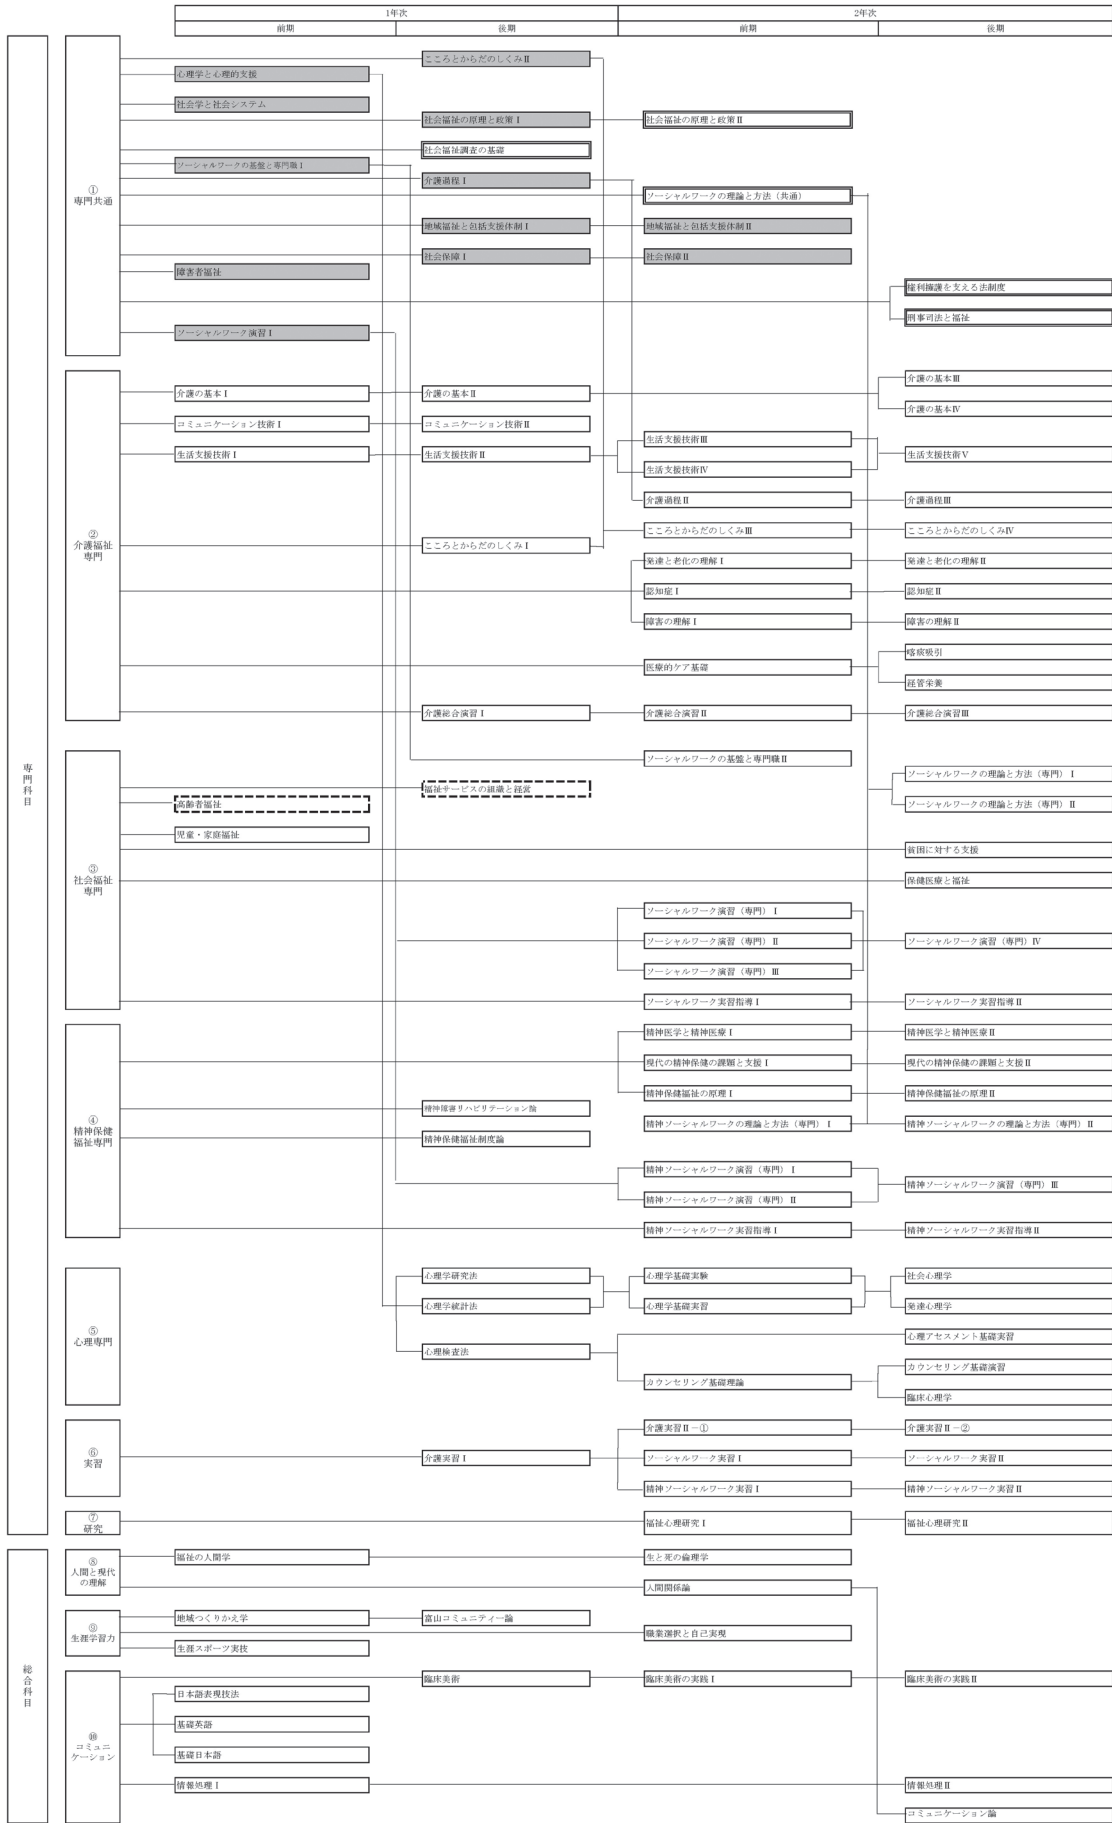 1年次
2年次
前期
後期
前期
後期
専門科目
①
専門共通
こころとからだのしくみⅡ
心理学と心理的支援
社会学と社会システム
社会福祉の原理と政策Ⅰ
社会福祉の原理と政策Ⅱ
社会福祉調査の基礎
ソーシャルワークの基盤と専門職Ⅰ
介護過程Ⅰ
ソーシャルワークの理論と方法（共通）
地域福祉と包括支援体制Ⅰ
地域福祉と包括支援体制Ⅱ
社会保障Ⅰ
社会保障Ⅱ
障害者福祉
権利擁護を支える法制度
刑事司法と福祉
ソーシャルワーク演習Ⅰ
②
介護福祉
専門
介護の基本Ⅰ
介護の基本Ⅱ
介護の基本Ⅲ
介護の基本Ⅳ
コミュニケーション技術Ⅰ
コミュニケーション技術Ⅱ
生活支援技術Ⅰ
生活支援技術Ⅱ
生活支援技術Ⅲ
生活支援技術Ⅳ
生活支援技術Ⅴ
介護過程Ⅱ
介護過程Ⅲ
こころとからだのしくみⅠ
こころとからだのしくみⅢ
こころとからだのしくみⅣ
発達と老化の理解Ⅰ
発達と老化の理解Ⅱ
認知症Ⅰ
認知症Ⅱ
障害の理解Ⅰ
障害の理解Ⅱ
医療的ケア基礎
喀痰吸引
経管栄養
介護総合演習Ⅰ
介護総合演習Ⅱ
介護総合演習Ⅲ
③
社会福祉
専門
ソーシャルワークの基盤と専門職Ⅱ
福祉サービスの組織と経営
高齢者福祉
ソーシャルワークの理論と方法（専門）Ⅰ
ソーシャルワークの理論と方法（専門）Ⅱ
児童・家庭福祉
貧困に対する支援
保健医療と福祉
ソーシャルワーク演習（専門）Ⅰ
ソーシャルワーク演習（専門）Ⅱ
ソーシャルワーク演習（専門）Ⅲ
ソーシャルワーク演習（専門）Ⅳ
ソーシャルワーク実習指導Ⅰ
ソーシャルワーク実習指導Ⅱ
④
精神保健
福祉専門
精神医学と精神医療Ⅰ
精神医学と精神医療Ⅱ
現代の精神保健の課題と支援Ⅰ
現代の精神保健の課題と支援Ⅱ
精神保健福祉の原理Ⅰ
精神保健福祉の原理Ⅱ
精神障害リハビリテーション論
精神ソーシャルワークの理論と方法（専門）Ⅰ
精神ソーシャルワークの理論と方法（専門）Ⅱ
精神保健福祉制度論
精神ソーシャルワーク演習（専門）Ⅰ
精神ソーシャルワーク演習（専門）Ⅱ
精神ソーシャルワーク演習（専門）Ⅲ
精神ソーシャルワーク実習指導Ⅰ
精神ソーシャルワーク実習指導Ⅱ
⑤
心理専門
心理学研究法
心理学統計法
心理検査法
心理学基礎実験
心理学基礎実習
社会心理学
発達心理学
心理アセスメント基礎実習
カウンセリング基礎理論
カウンセリング基礎演習
臨床心理学
⑥
実習
介護実習Ⅰ
介護実習Ⅱ－①
介護実習Ⅱ－②
ソーシャルワーク実習Ⅰ
ソーシャルワーク実習Ⅱ
精神ソーシャルワーク実習Ⅰ
精神ソーシャルワーク実習Ⅱ
⑦
研究
福祉心理研究Ⅰ
福祉心理研究Ⅱ
総合科目
⑧
人間と現代
の理解
福祉の人間学
生と死の倫理学
人間関係論
⑨
生涯学習力
地域つくりかえ学
富山コミュニティー論
職業選択と自己実現
生涯スポーツ実技
⑩
コミュニ
ケーション
臨床美術
臨床美術の実践Ⅰ
臨床美術の実践Ⅱ
日本語表現技法
基礎英語
基礎日本語
情報処理Ⅰ
情報処理Ⅱ
コミュニケーション論